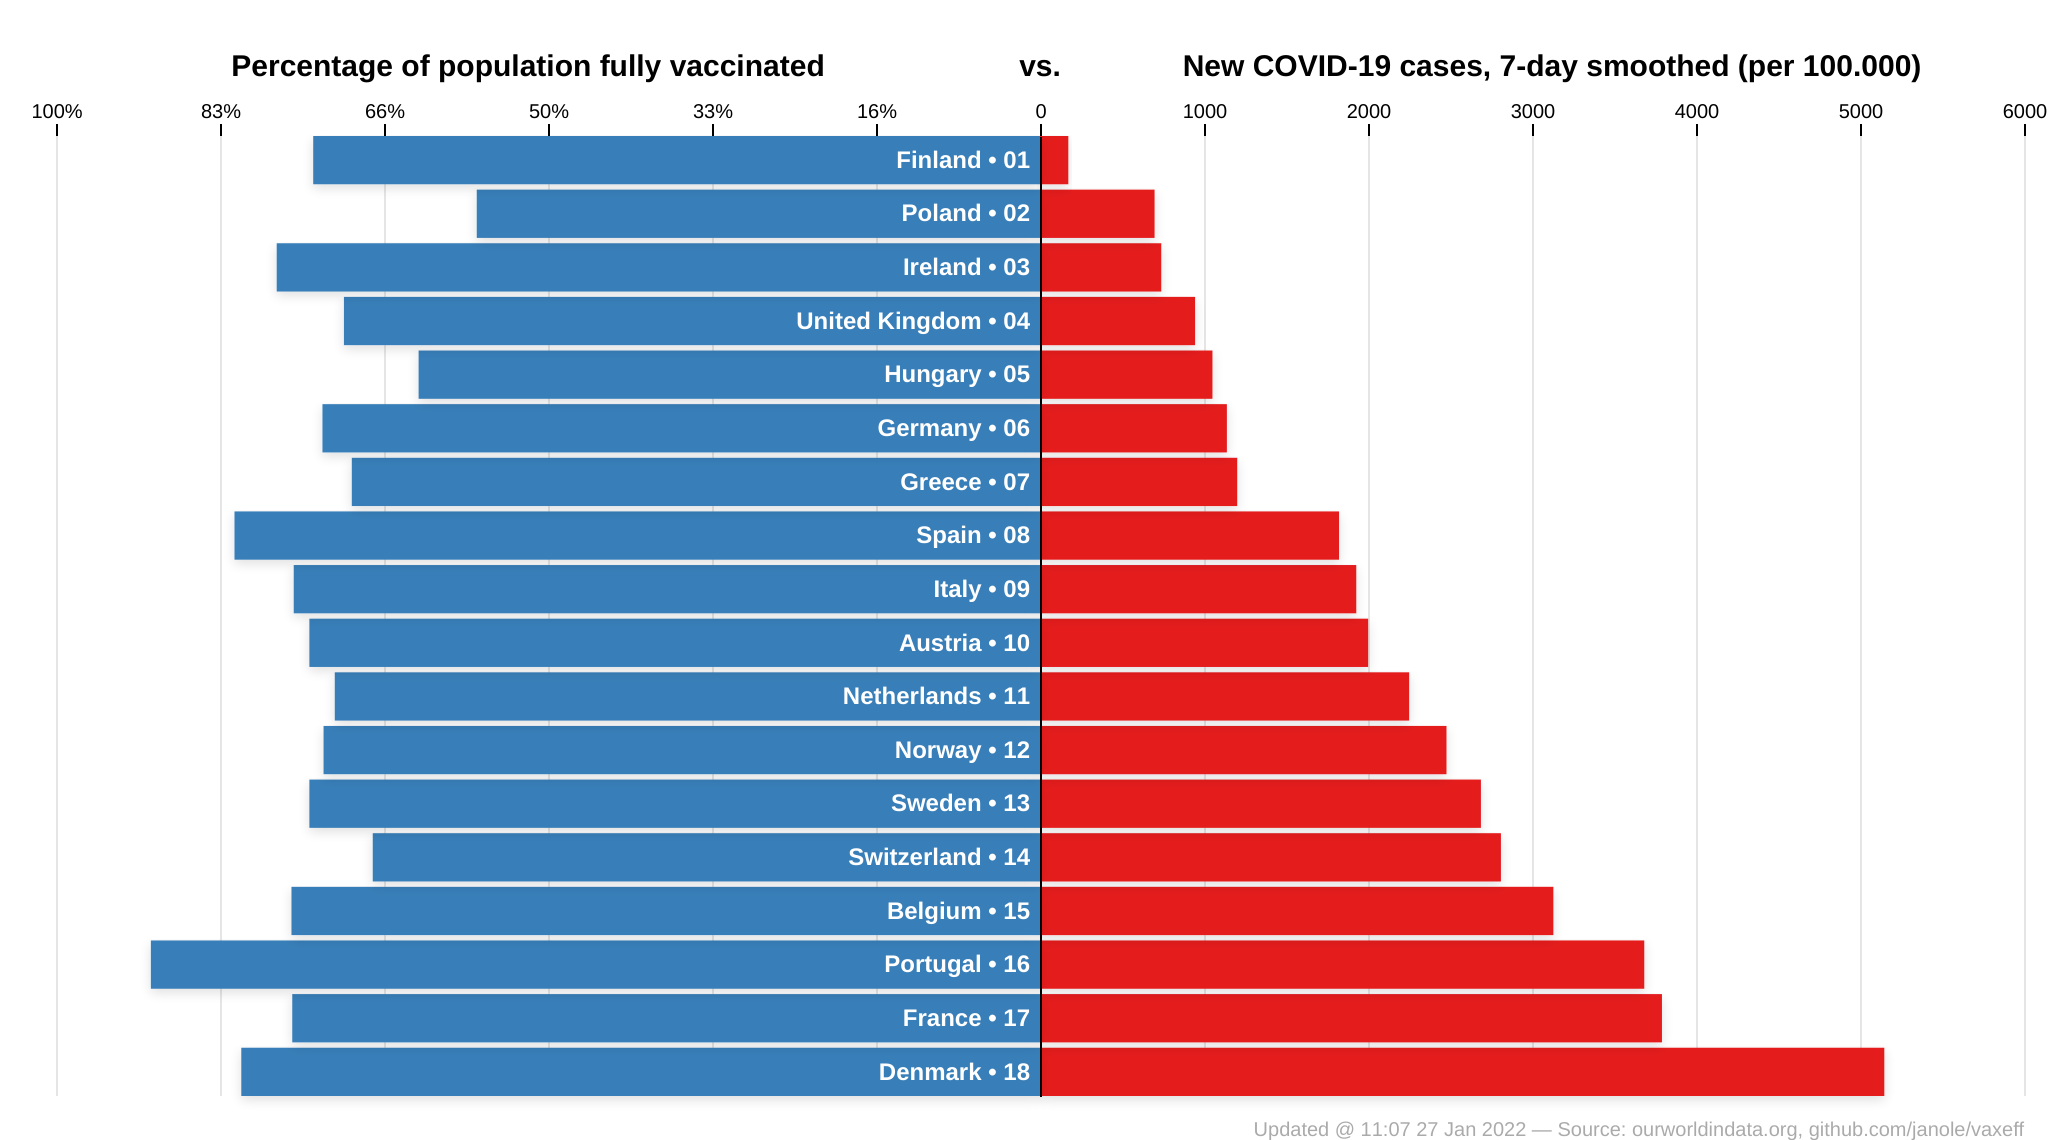 Percentage of population fully vaccinated vs. New COVID-19 cases, 7-day smoothed (per 100.000)
100% 83% 66% 50% 33% 16% 0 1000 2000 3000 4000 5000 6000
Finland • 01
Poland • 02
Ireland • 03
United Kingdom • 04
Hungary • 05
Germany • 06
Greece • 07
Spain • 08
Italy • 09
Austria • 10
Netherlands • 11
Norway • 12
Sweden • 13
Switzerland • 14
Belgium • 15
Portugal • 16
France • 17
Denmark • 18
Updated @ 11:07 27 Jan 2022 — Source: ourworldindata.org, github.com/janole/vaxeff